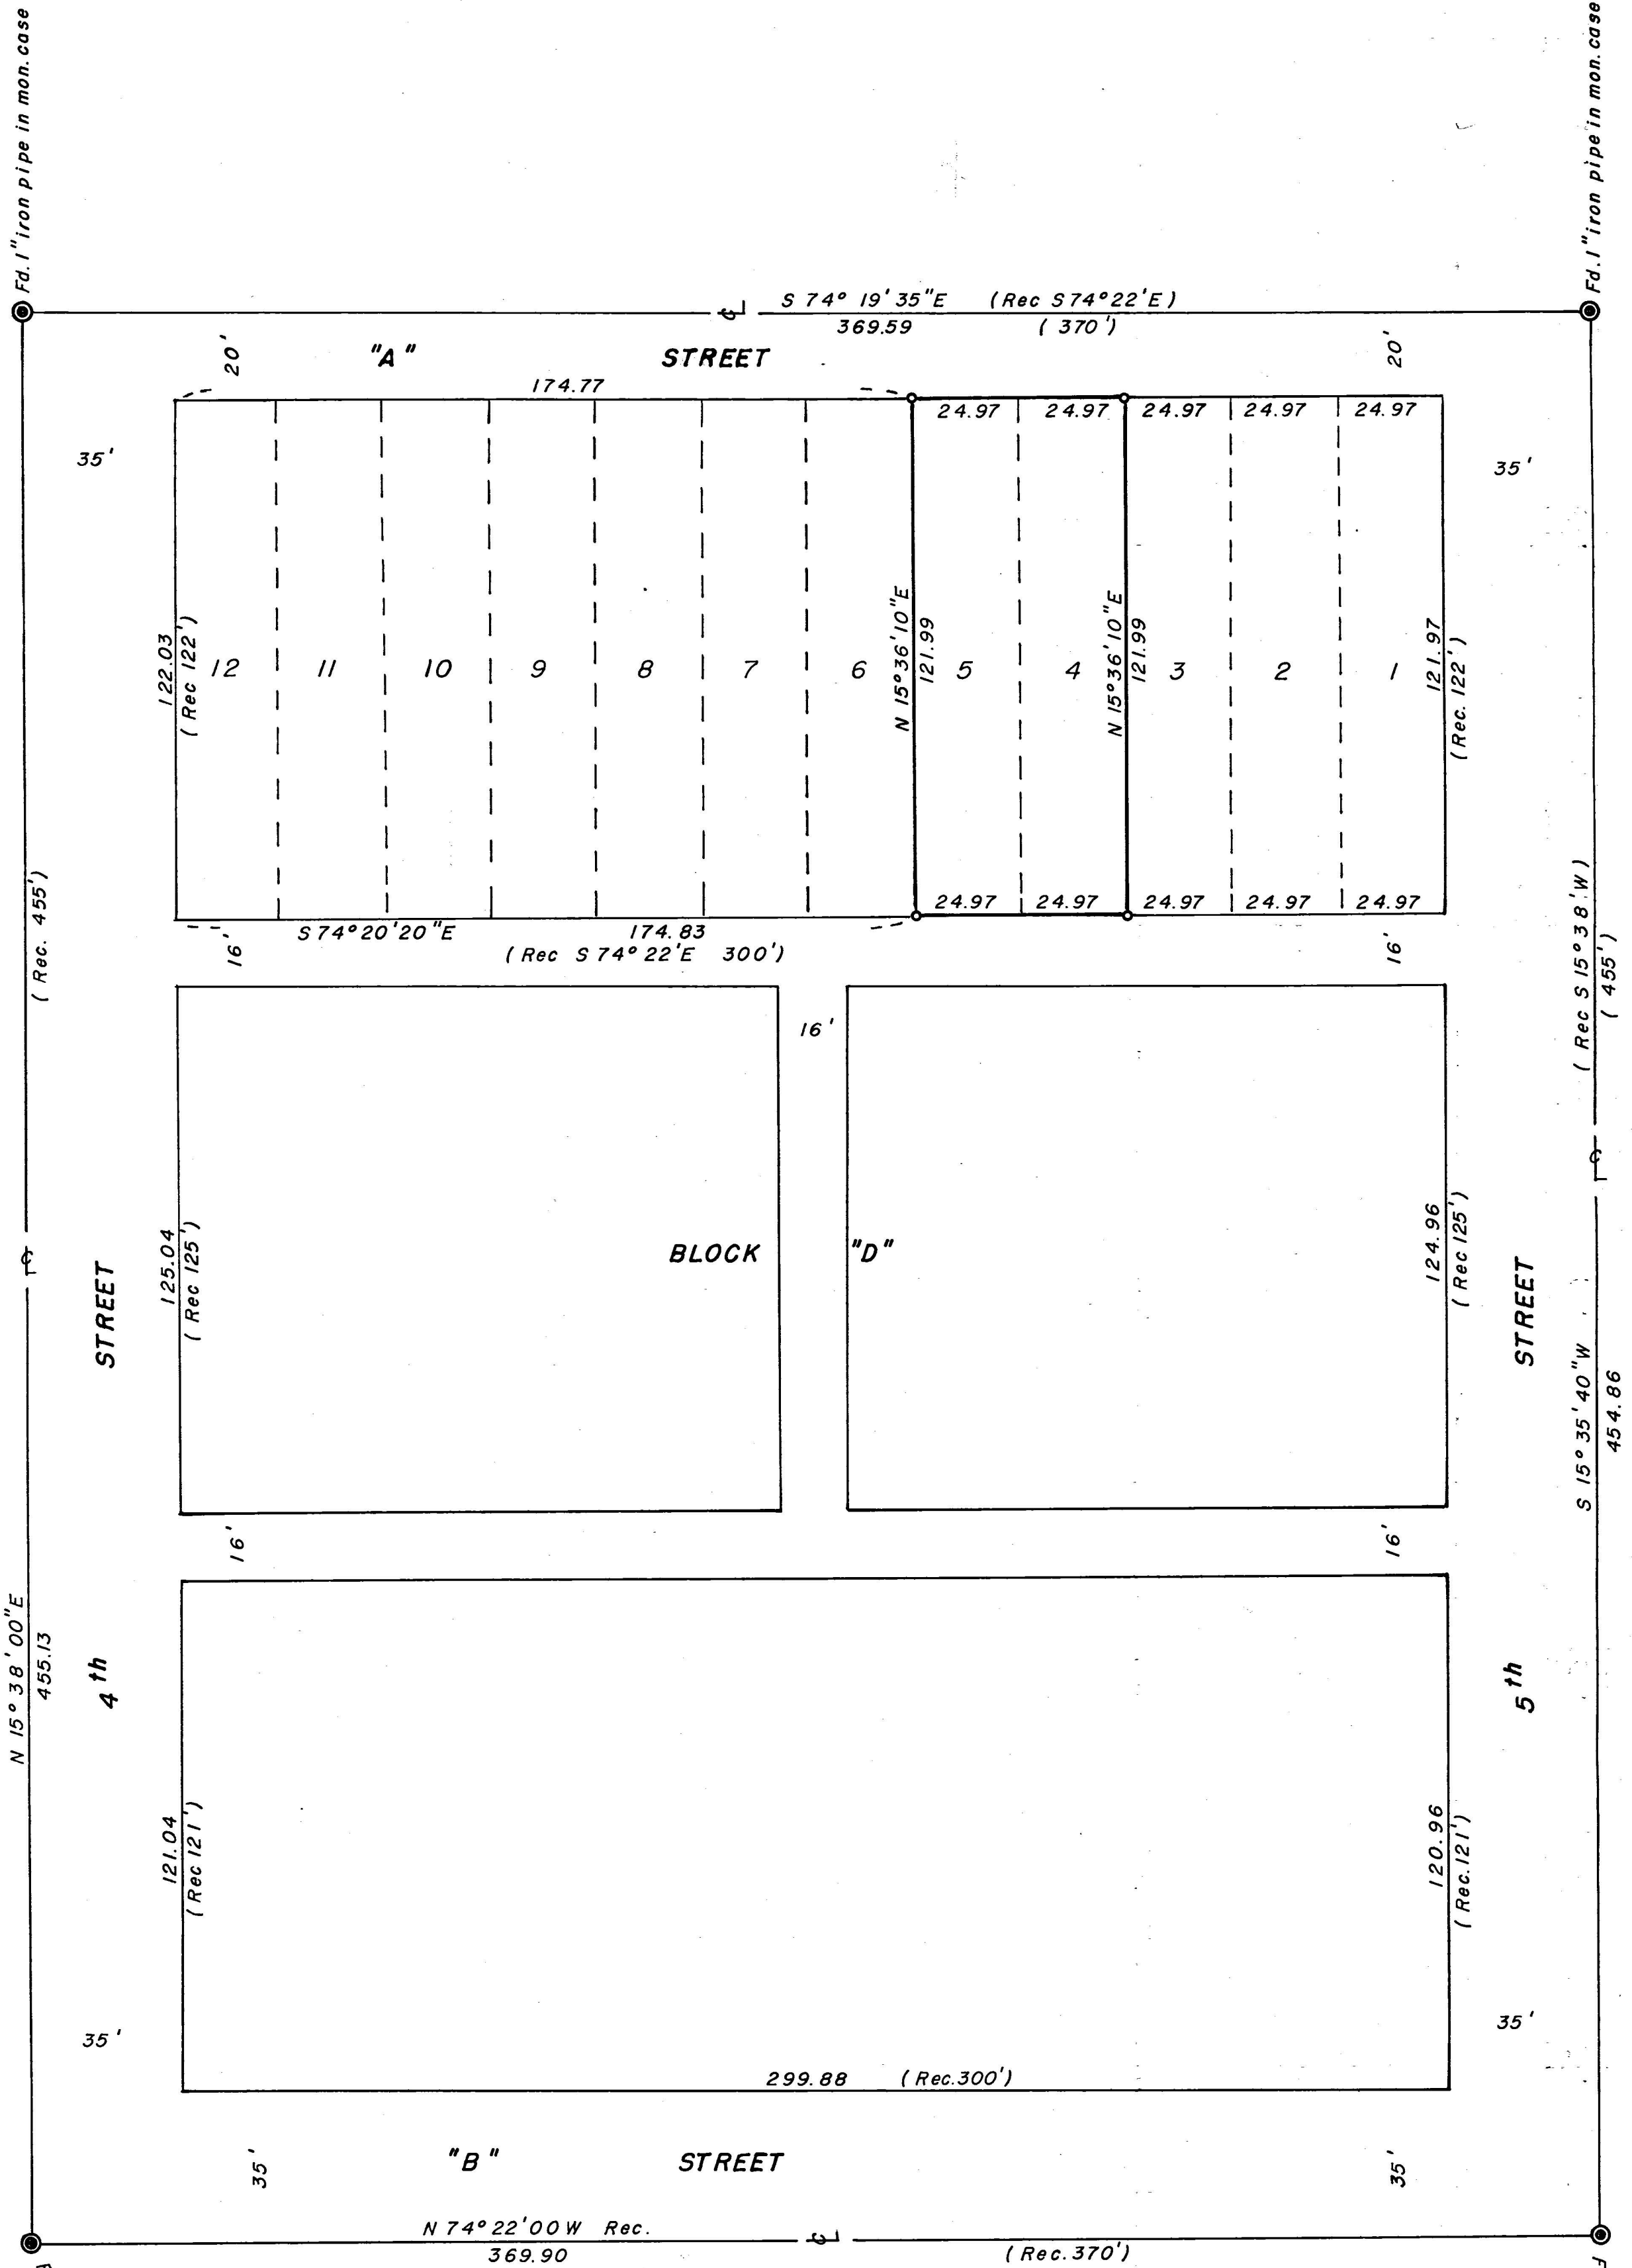 Fd. 1" iron pipe in mon. case
Fd. 1" iron pipe in mon. case
S 74° 19' 35" E (Rec S 74° 22' E)
369.59 (370')
20'
"A" STREET
20'
174.77
24.97 24.97 24.97 24.97 24.97
35'
35'
122.03
(Rec 122')
12 11 10 9 8 7 6 5 4 3 2 1
N 15° 36' 10" E
121.99
N 15° 36' 10" E
121.99
121.97
(Rec. 122')
24.97 24.97 24.97 24.97 24.97
S 74° 20' 20" E 174.83
(Rec S 74° 22' E 300')
16'
16'
(Rec. 455')
(Rec S 15° 38' W)
(455')
16'
125.04
(Rec 125')
BLOCK "D"
124.96
(Rec 125')
STREET
STREET
S 15° 35' 40" W
454.86
16'
16'
N 15° 38' 00" E
455.13
4th
5th
121.04
(Rec 121')
120.96
(Rec. 121')
35'
35'
299.88 (Rec. 300')
35'
"B" STREET
35'
N 74° 22' 00 W Rec.
369.90 (Rec. 370')